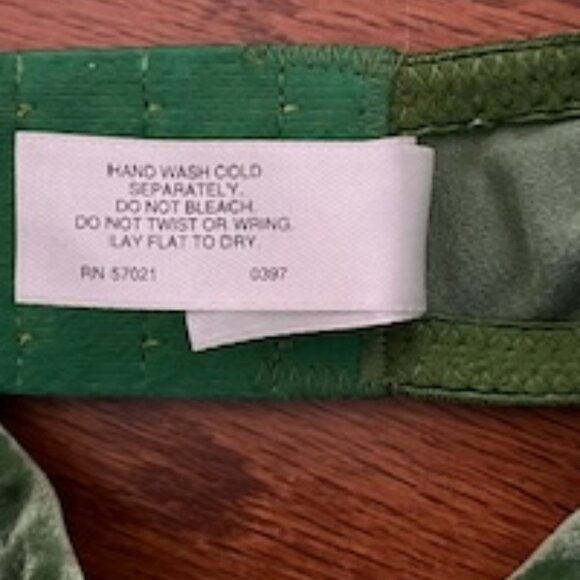 HAND WASH COLD
SEPARATELY.
DO NOT BLEACH.
DO NOT TWIST OR WRING.
LAY FLAT TO DRY.
RN 57021 0397